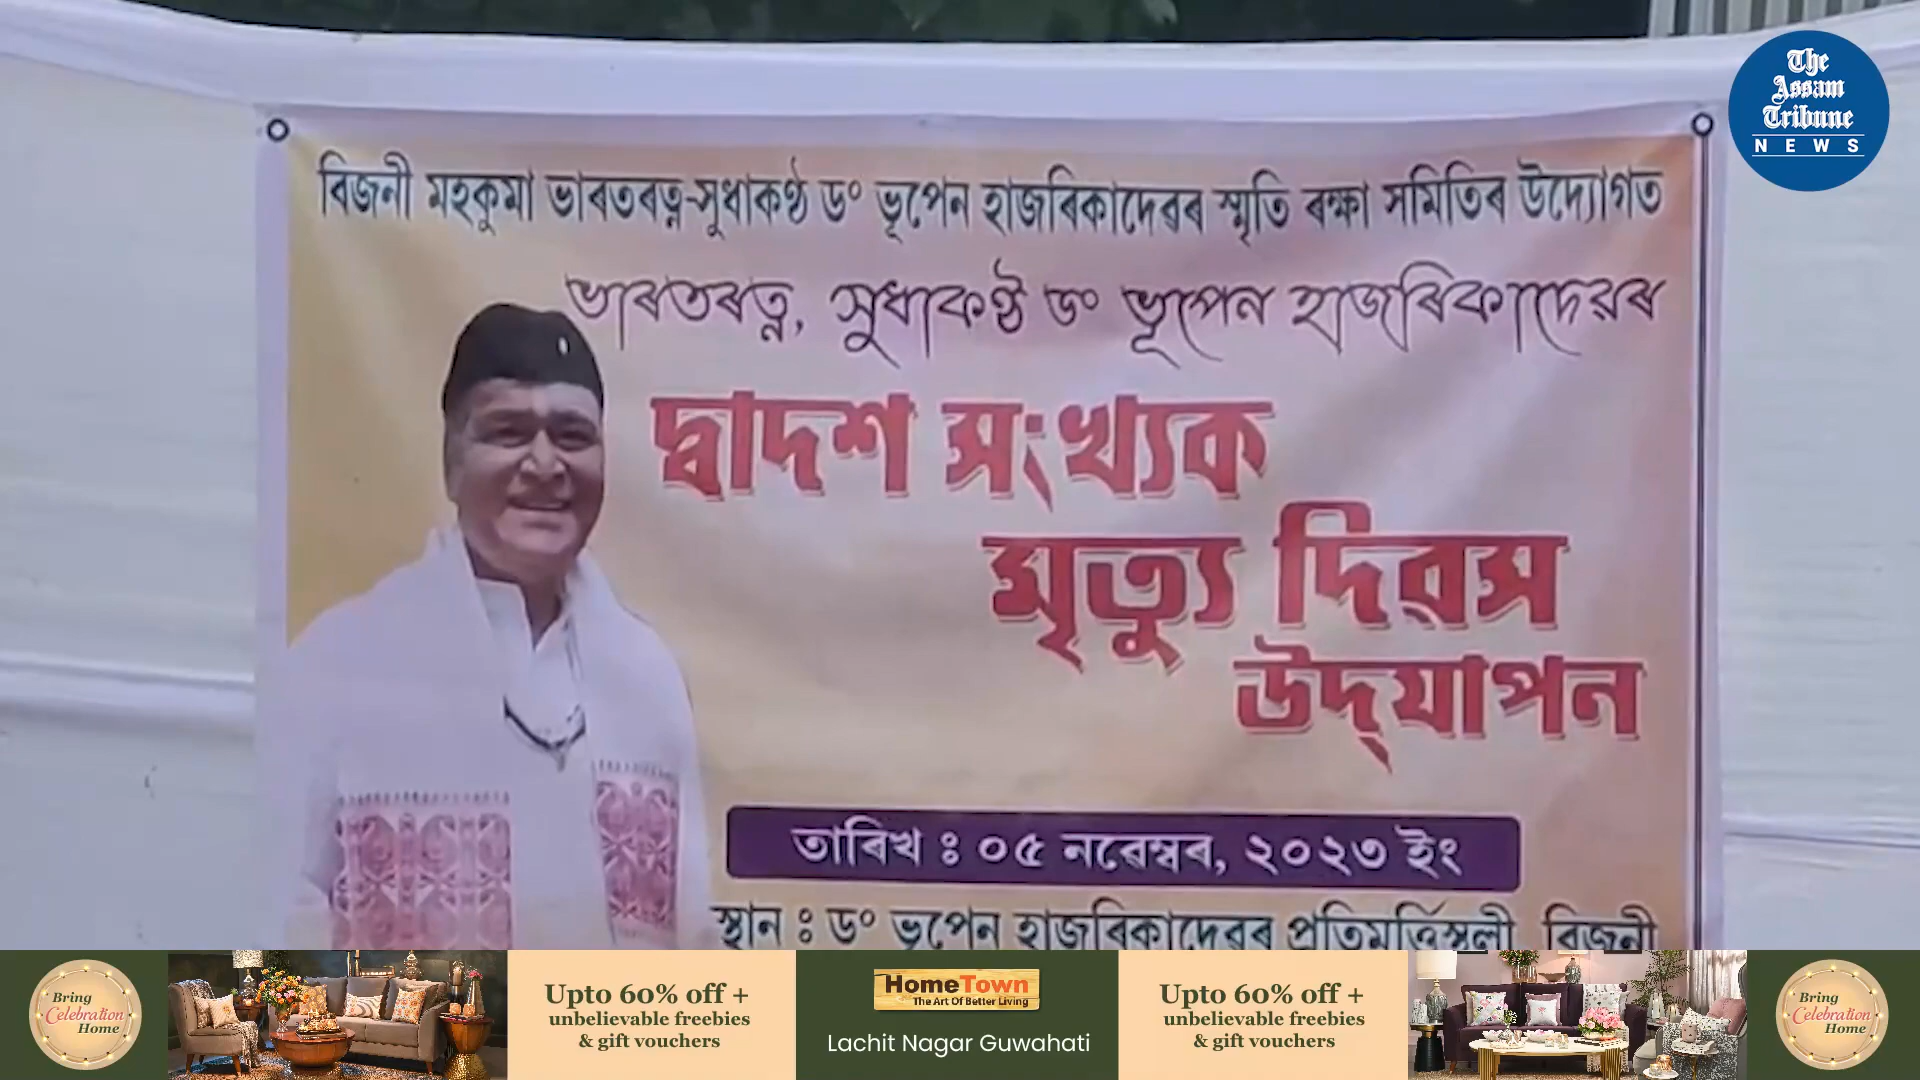 The
Assam
Tribune
NEWS
বিজনী মহকুমা ভাৰতৰত্ন-সুধাকণ্ঠ ড° ভূপেন হাজৰিকাদেৱৰ স্মৃতি ৰক্ষা সমিতিৰ উদ্যোগত
ভাৰতৰত্ন, সুধাকণ্ঠ ড° ভূপেন হাজৰিকাদেৱৰ
দ্বাদশ সংখ্যক
মৃত্যু দিৱস
উদ্‌যাপন
তাৰিখ ঃ ০৫ নৱেম্বৰ, ২০২৩ ইং
স্থান ঃ ড° ভূপেন হাজৰিকাদেৱৰ প্ৰতিমূৰ্ত্তিস্থলী, বিজনী
Bring
Celebration
Home
Upto 60% off +
unbelievable freebies
& gift vouchers
HomeTown
The Art Of Better Living
Lachit Nagar Guwahati
Upto 60% off +
unbelievable freebies
& gift vouchers
Bring
Celebration
Home